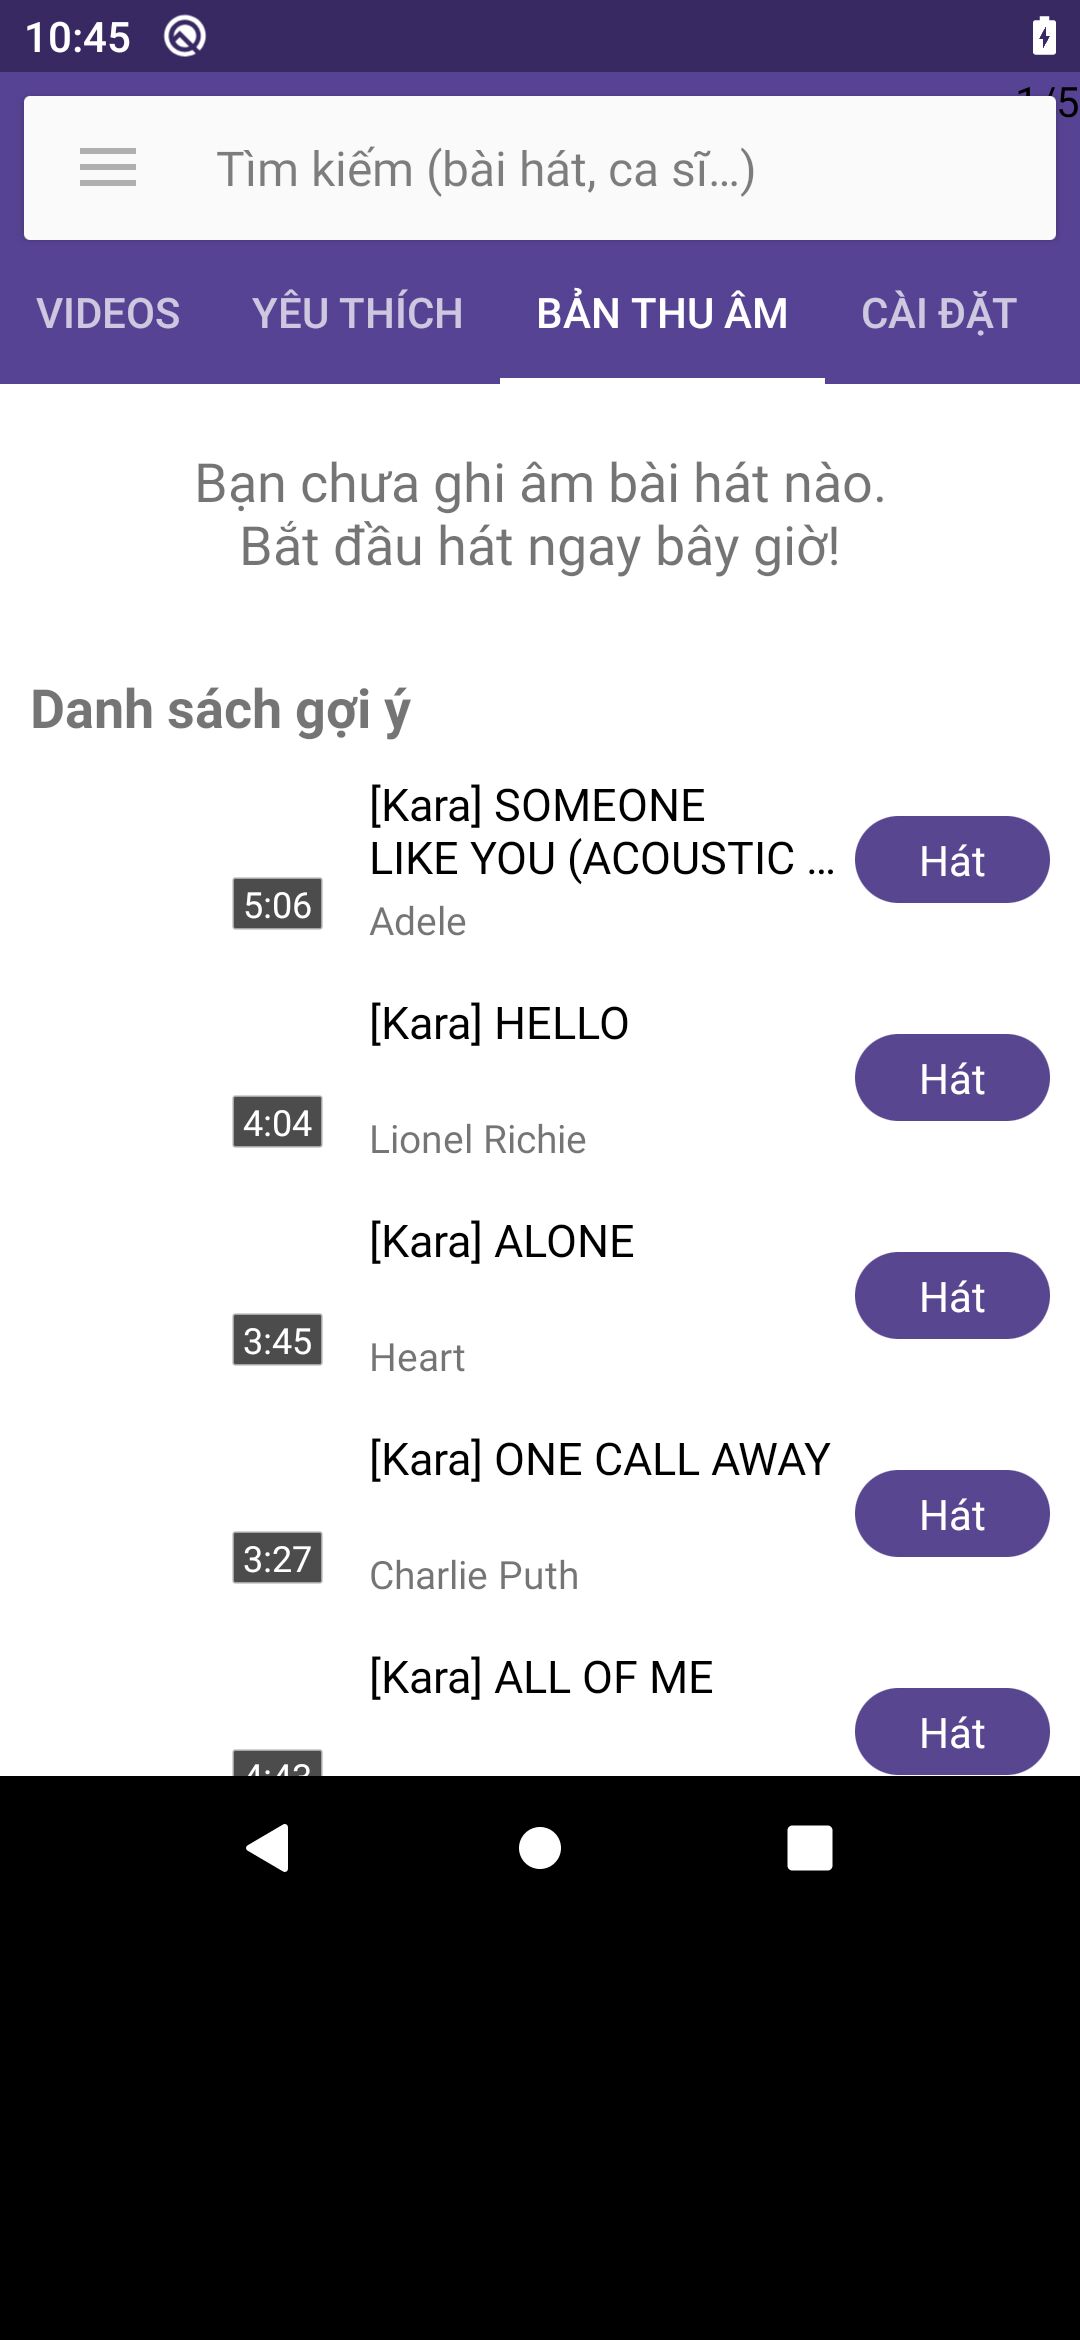 10:45
1/5
Tìm kiếm (bài hát, ca sĩ...)
VIDEOS YÊU THÍCH BẢN THU ÂM CÀI ĐẶT
Bạn chưa ghi âm bài hát nào.
Bắt đầu hát ngay bây giờ!
Danh sách gợi ý
[Kara] SOMEONE
LIKE YOU (ACOUSTIC ...
Hát
5:06
Adele
[Kara] HELLO
Hát
4:04
Lionel Richie
[Kara] ALONE
Hát
3:45
Heart
[Kara] ONE CALL AWAY
Hát
3:27
Charlie Puth
[Kara] ALL OF ME
Hát
4:43